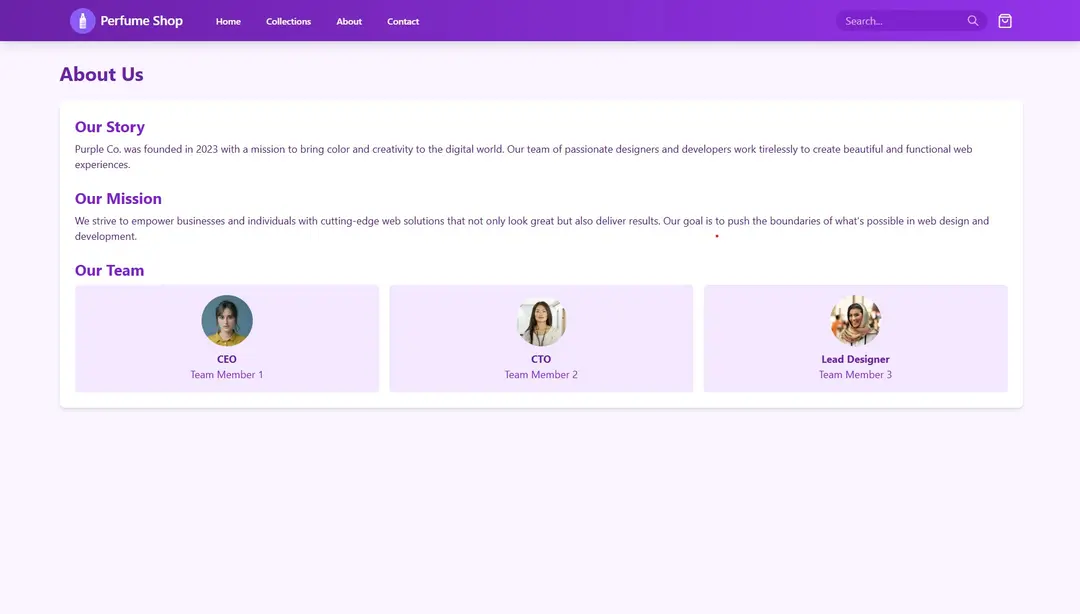 Perfume Shop
Home
Collections
About
Contact
Search...
About Us
Our Story
Purple Co. was founded in 2023 with a mission to bring color and creativity to the digital world. Our team of passionate designers and developers work tirelessly to create beautiful and functional web
experiences.
Our Mission
We strive to empower businesses and individuals with cutting-edge web solutions that not only look great but also deliver results. Our goal is to push the boundaries of what's possible in web design and
development.
Our Team
CEO
Team Member 1
CTO
Team Member 2
Lead Designer
Team Member 3